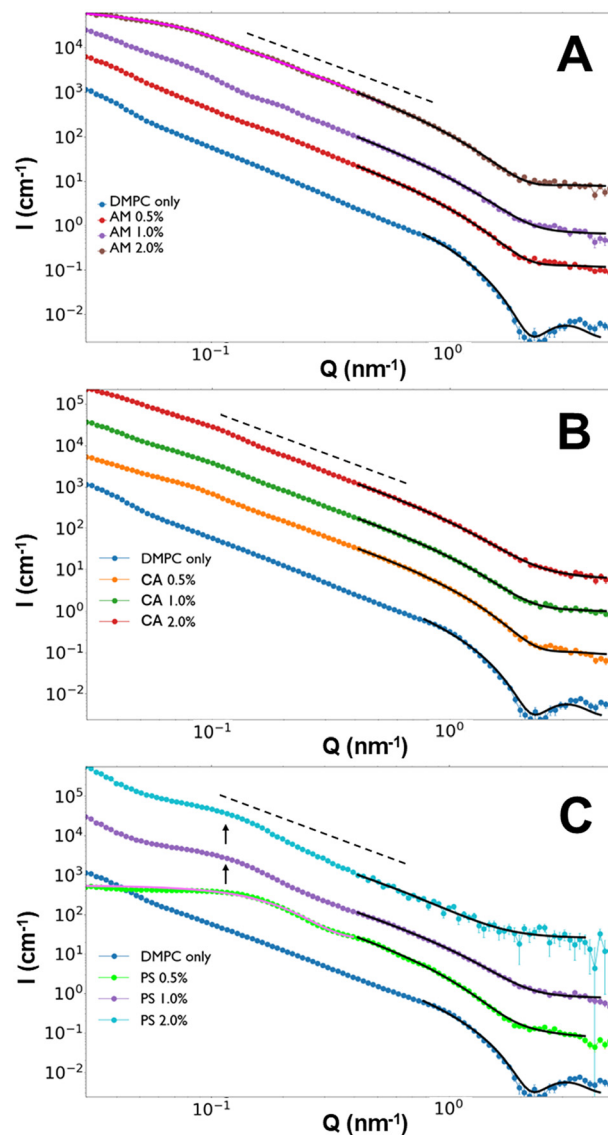 A
I (cm-1)
10^4
10^3
10^2
10^1
10^0
10^-1
10^-2
DMPC only
AM 0.5%
AM 1.0%
AM 2.0%
10^-1
10^0
Q (nm-1)
B
I (cm-1)
10^5
10^4
10^3
10^2
10^1
10^0
10^-1
10^-2
DMPC only
CA 0.5%
CA 1.0%
CA 2.0%
10^-1
10^0
Q (nm-1)
C
I (cm-1)
10^5
10^4
10^3
10^2
10^1
10^0
10^-1
10^-2
DMPC only
PS 0.5%
PS 1.0%
PS 2.0%
10^-1
10^0
Q (nm-1)